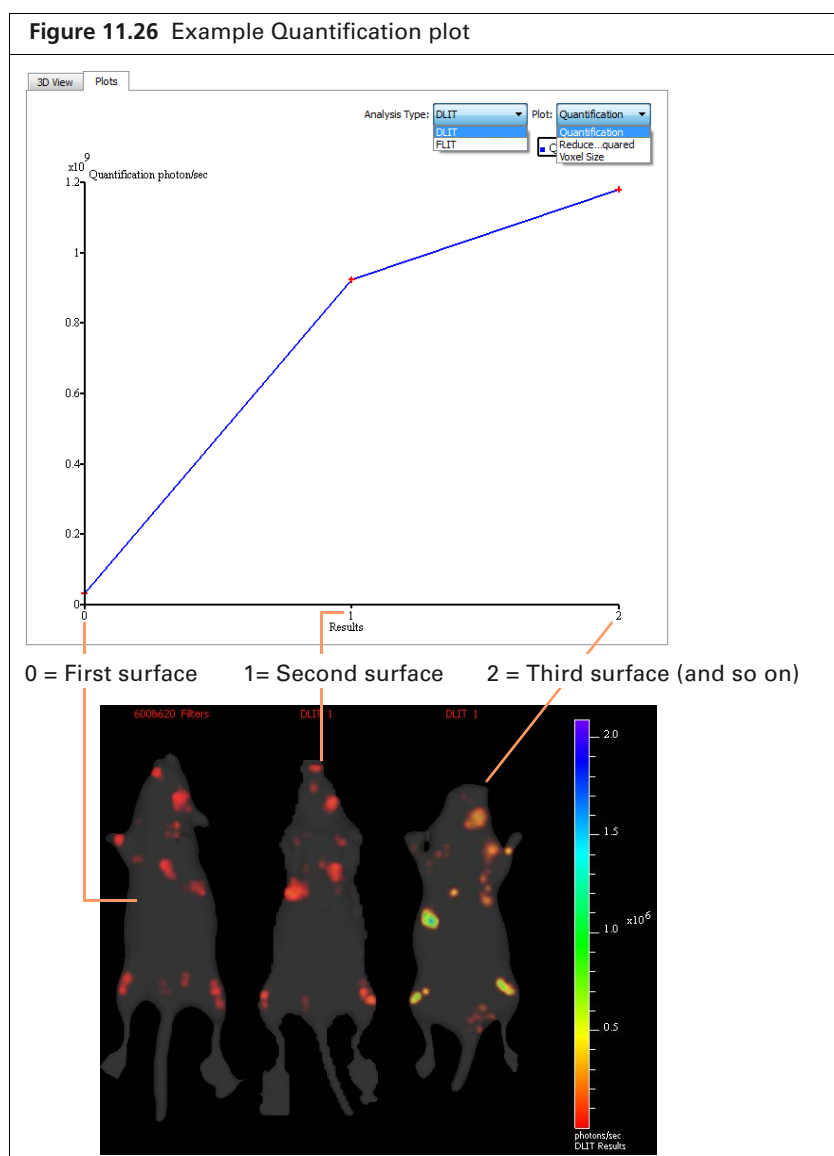 Figure 11.26 Example Quantification plot
3D View Plots
Analysis Type: DLIT Plot: Quantification
DLIT Quantification
FLIT Reduce...quared
Voxel Size
x10^9
Quantification photon/sec
1.2
1
0.8
0.6
0.4
0.2
0
0 1 2
Results
0 = First surface 1= Second surface 2 = Third surface (and so on)
600&620 Filters DLIT 1 DLIT 1
2.0
1.5
1.0 x10^6
0.5
photons/sec
DLIT Results